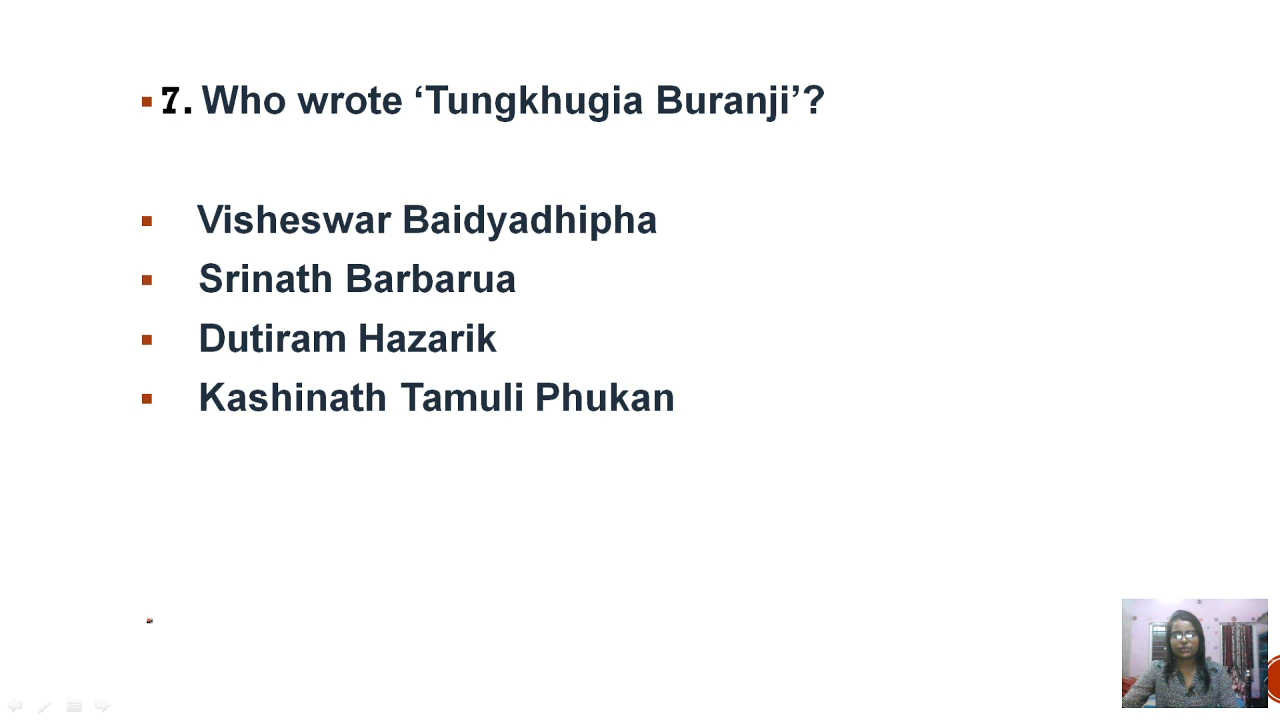 7. Who wrote ‘Tungkhugia Buranji’?
Visheswar Baidyadhipha
Srinath Barbarua
Dutiram Hazarik
Kashinath Tamuli Phukan